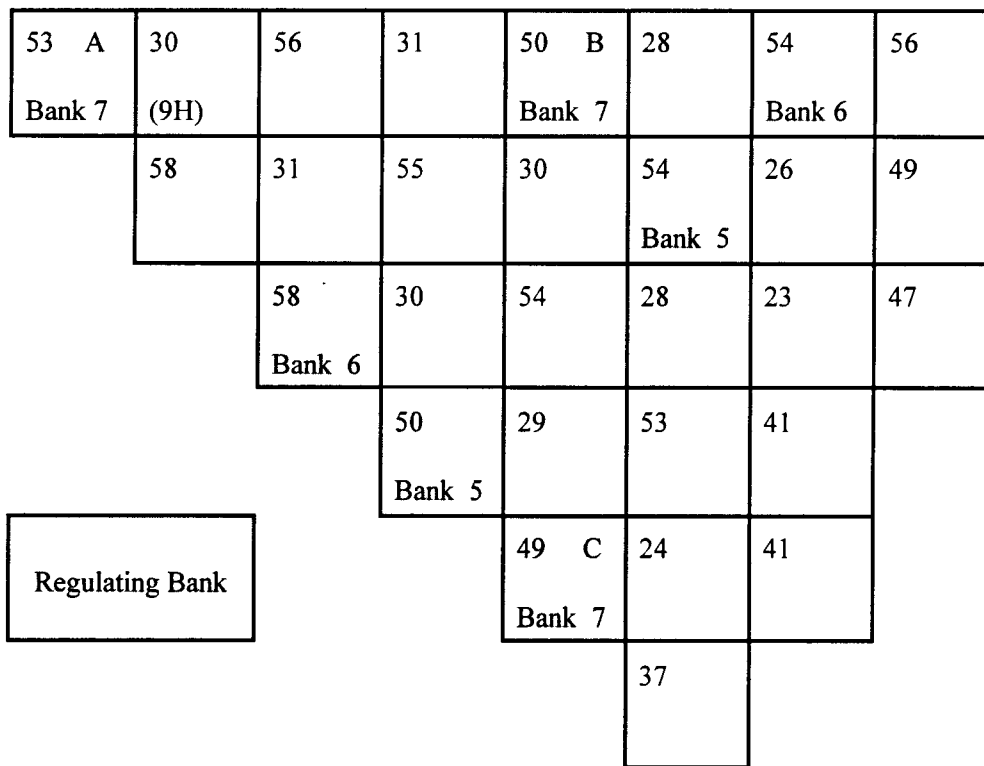 53 A 30 56 31 50 B 28 54 56
Bank 7 (9H) Bank 7 Bank 6
58 31 55 30 54 26 49
Bank 5
58 30 54 28 23 47
Bank 6
50 29 53 41
Bank 5
49 C 24 41
Regulating Bank
Bank 7
37